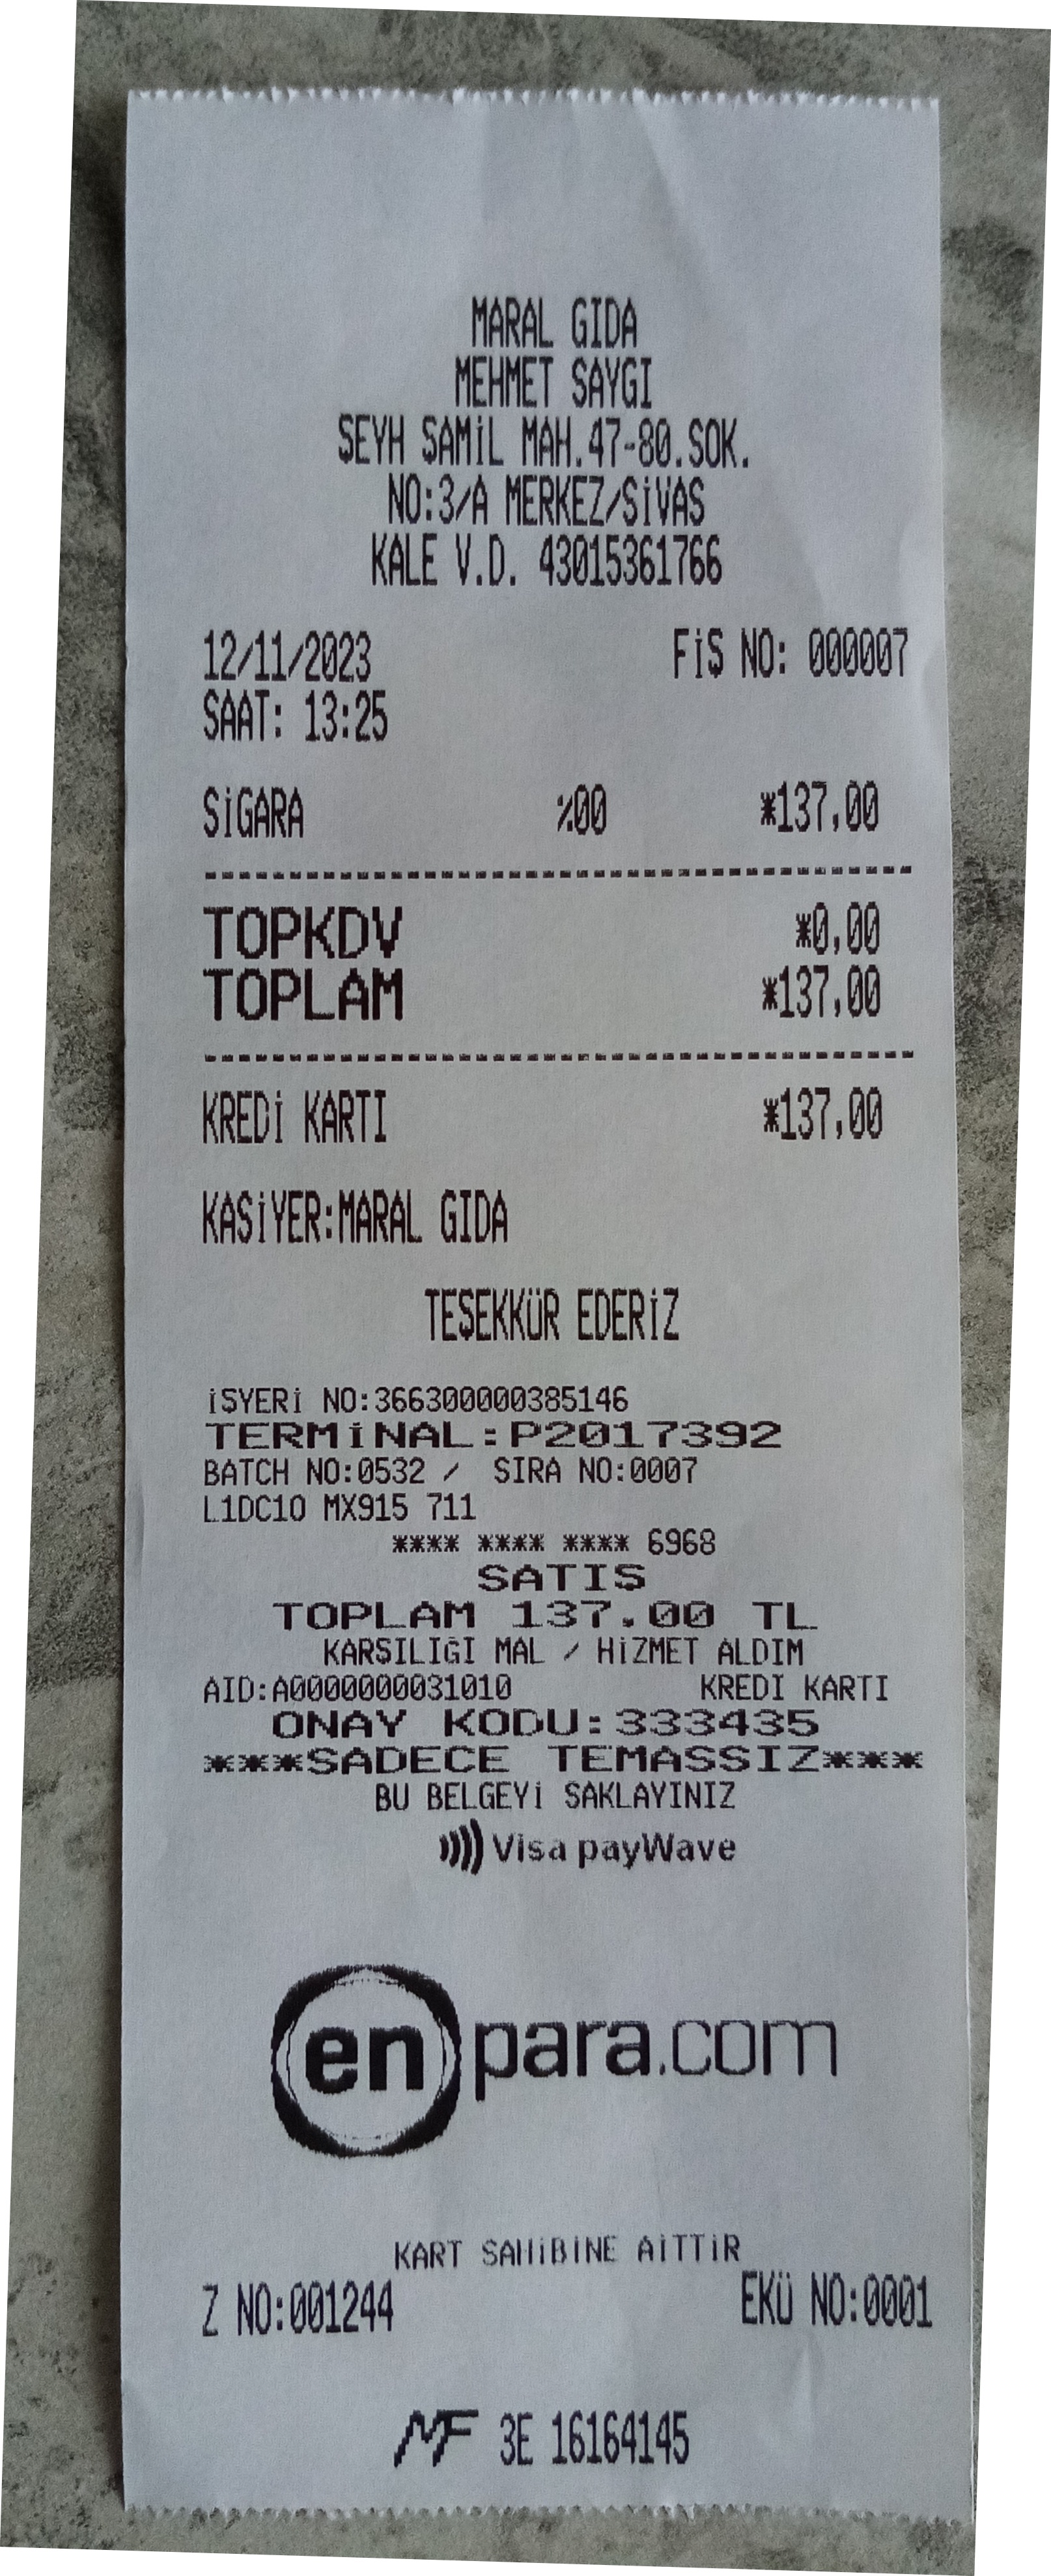 MARAL GIDA
MEHMET SAYGI
ŞEYH ŞAMİL MAH.47-80.SOK.
NO:3/A MERKEZ/SİVAS
KALE V.D. 43015361766
12/11/2023 FİŞ NO: 000007
SAAT: 13:25
SİGARA %00 *137,00
TOPKDV *0,00
TOPLAM *137,00
KREDİ KARTI *137,00
KASİYER:MARAL GIDA
TEŞEKKÜR EDERİZ
İŞYERİ NO:366300000385146
TERMİNAL:P2017392
BATCH NO:0532 / SIRA NO:0007
L1DC10 MX915 711
**** **** **** 6968
SATIŞ
TOPLAM 137.00 TL
KARŞILIĞI MAL / HİZMET ALDIM
AID:A0000000031010 KREDI KARTI
ONAY KODU:333435
***SADECE TEMASSIZ***
BU BELGEYİ SAKLAYINIZ
Visa payWave
enpara.com
KART SAHİBİNE AİTTİR
Z NO:001244 EKÜ NO:0001
MF 3E 16164145